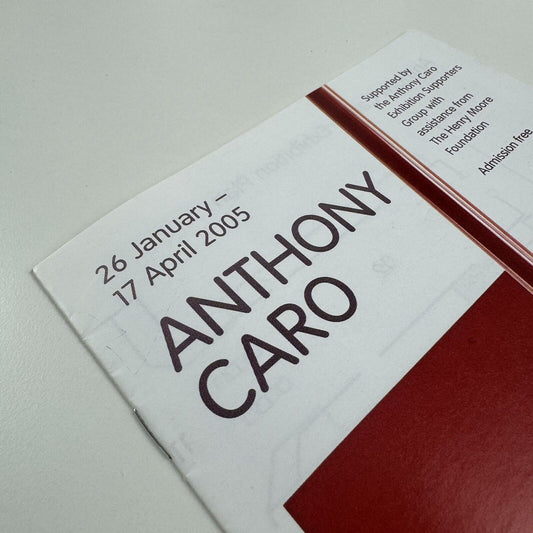 26 January –
17 April 2005
ANTHONY
CARO
Supported by
the Anthony Caro
Exhibition Supporters
Group with
assistance from
The Henry Moore
Foundation
Admission free